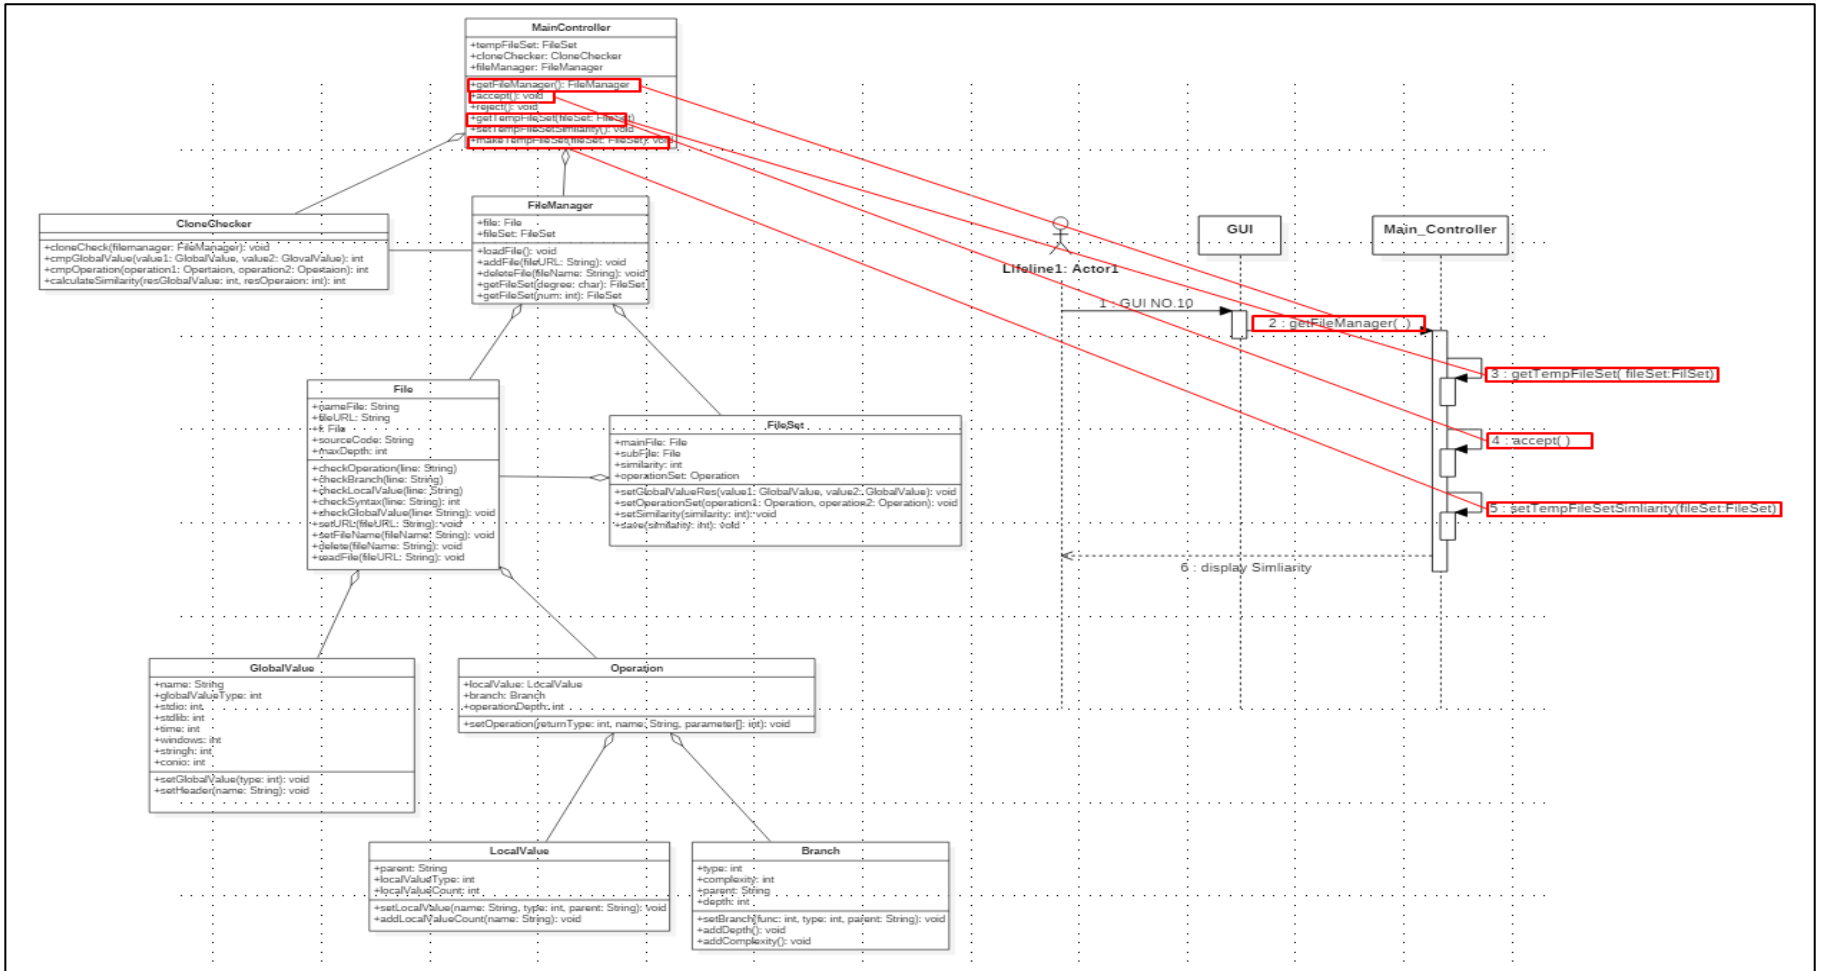 MainController
+tempFileSet: FileSet
+cloneChecker: CloneChecker
+fileManager: FileManager
+getFileManager(): FileManager
+accept(): void
+reject(): void
+getTempFileSet(fileSet: FileSet)
+setTempFileSetSimilarity(): void
+makeTempFileSet(fileSet: FileSet): void
CloneChecker
+cloneCheck(filemanager: FileManager): void
+cmpGlobalValue(value1: GlobalValue, value2: GlovalValue): int
+cmpOperation(operation1: Opertaion, operation2: Opertaion): int
+calculateSimilarity(resGlobalValue: int, resOperaion: int): int
FileManager
+file: File
+fileSet: FileSet
+loadFile(): void
+addFile(fileURL: String): void
+deleteFile(fileName: String): void
+getFileSet(degree: char): FileSet
+getFileSet(num: int): FileSet
File
+nameFile: String
+fileURL: String
+f: File
+sourceCode: String
+maxDepth: int
+checkOperation(line: String)
+checkBranch(line: String)
+checkLocalValue(line: String)
+checkSyntax(line: String): int
+checkGlobalValue(line: String): void
+setURL(fileURL: String): void
+setFileName(fileName: String): void
+delete(fileName: String): void
+readFile(fileURL: String): void
FileSet
+mainFile: File
+subFile: File
+similarity: int
+operationSet: Operation
+setGlobalValueRes(value1: GlobalValue, value2: GlobalValue): void
+setOperationSet(operation1: Operation, operation2: Operation): void
+setSimilarity(similarity: int): void
+save(similarity: int): void
GlobalValue
+name: String
+globalValueType: int
+stdio: int
+stdlib: int
+time: int
+windows: int
+stringh: int
+conio: int
+setGlobalValue(type: int): void
+setHeader(name: String): void
Operation
+localValue: LocalValue
+branch: Branch
+operationDepth: int
+setOperation(returnType: int, name: String, parameter[]: int): void
LocalValue
+parent: String
+localValueType: int
+localValueCount: int
+setLocalValue(name: String, type: int, parent: String): void
+addLocalValueCount(name: String): void
Branch
+type: int
+complexity: int
+parent: String
+depth: int
+setBranch(func: int, type: int, parent: String): void
+addDepth(): void
+addComplexity(): void
Lifeline1: Actor1
GUI
Main_Controller
1 : GUI NO.10
2 : getFileManager( )
3 : getTempFileSet( fileSet:FilSet)
4 : accept( )
5 : setTempFileSetSimliarity(fileSet:FileSet)
6 : display Simliarity